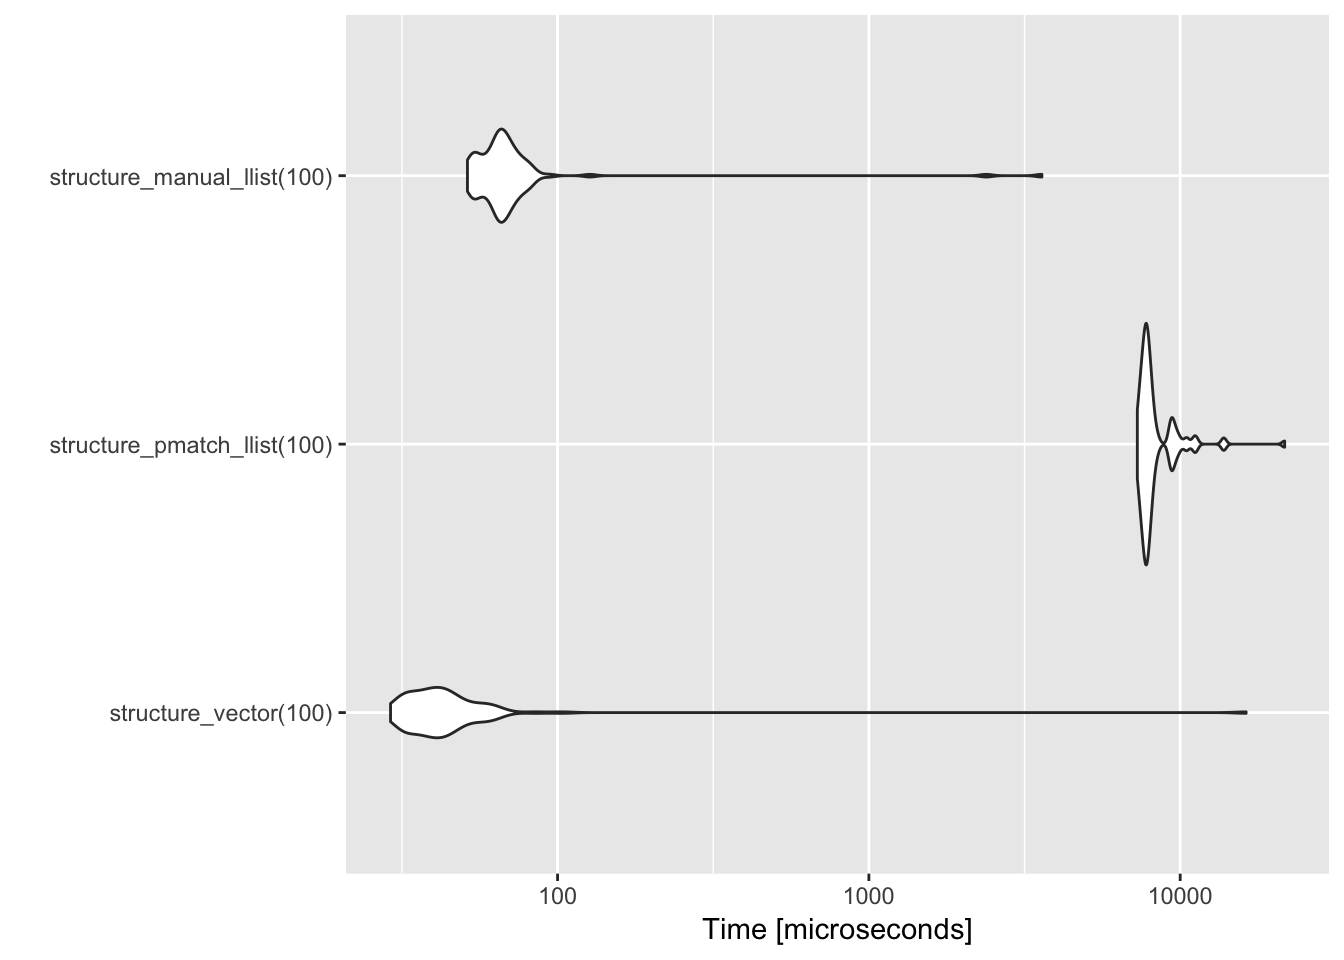 structure_manual_llist(100)
structure_pmatch_llist(100)
structure_vector(100)
100 1000 10000
Time [microseconds]